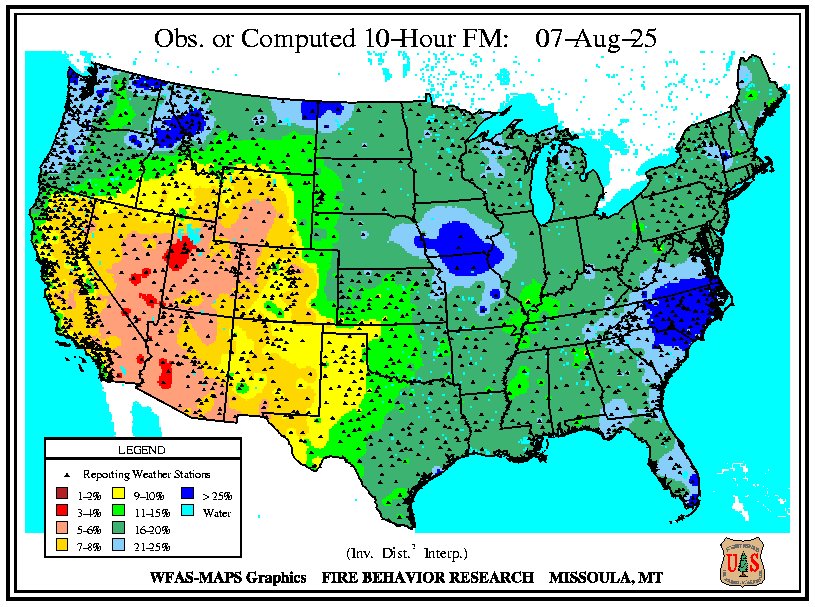 Obs. or Computed 10-Hour FM: 07-Aug-25
LEGEND
Reporting Weather Stations
1-2%
3-4%
5-6%
7-8%
9-10%
11-15%
16-20%
21-25%
> 25%
Water
(Inv. Dist.² Interp.)
WFAS-MAPS Graphics FIRE BEHAVIOR RESEARCH MISSOULA, MT
U S